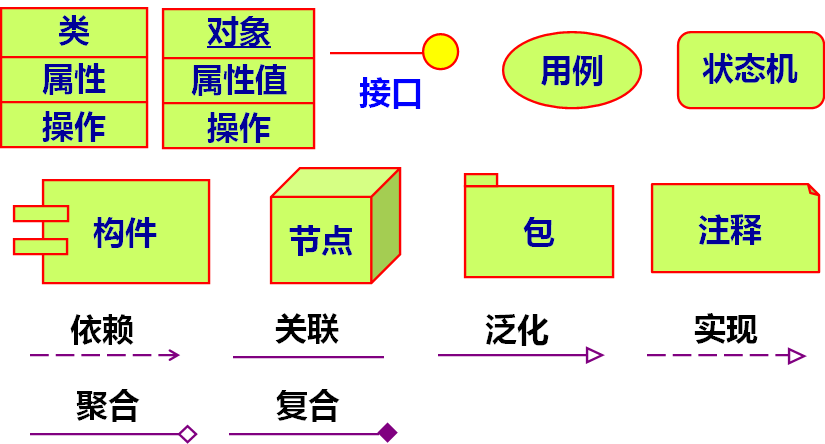 类
属性
操作
对象
属性值
操作
接口
用例
状态机
构件
节点
包
注释
依赖
关联
泛化
实现
聚合
复合